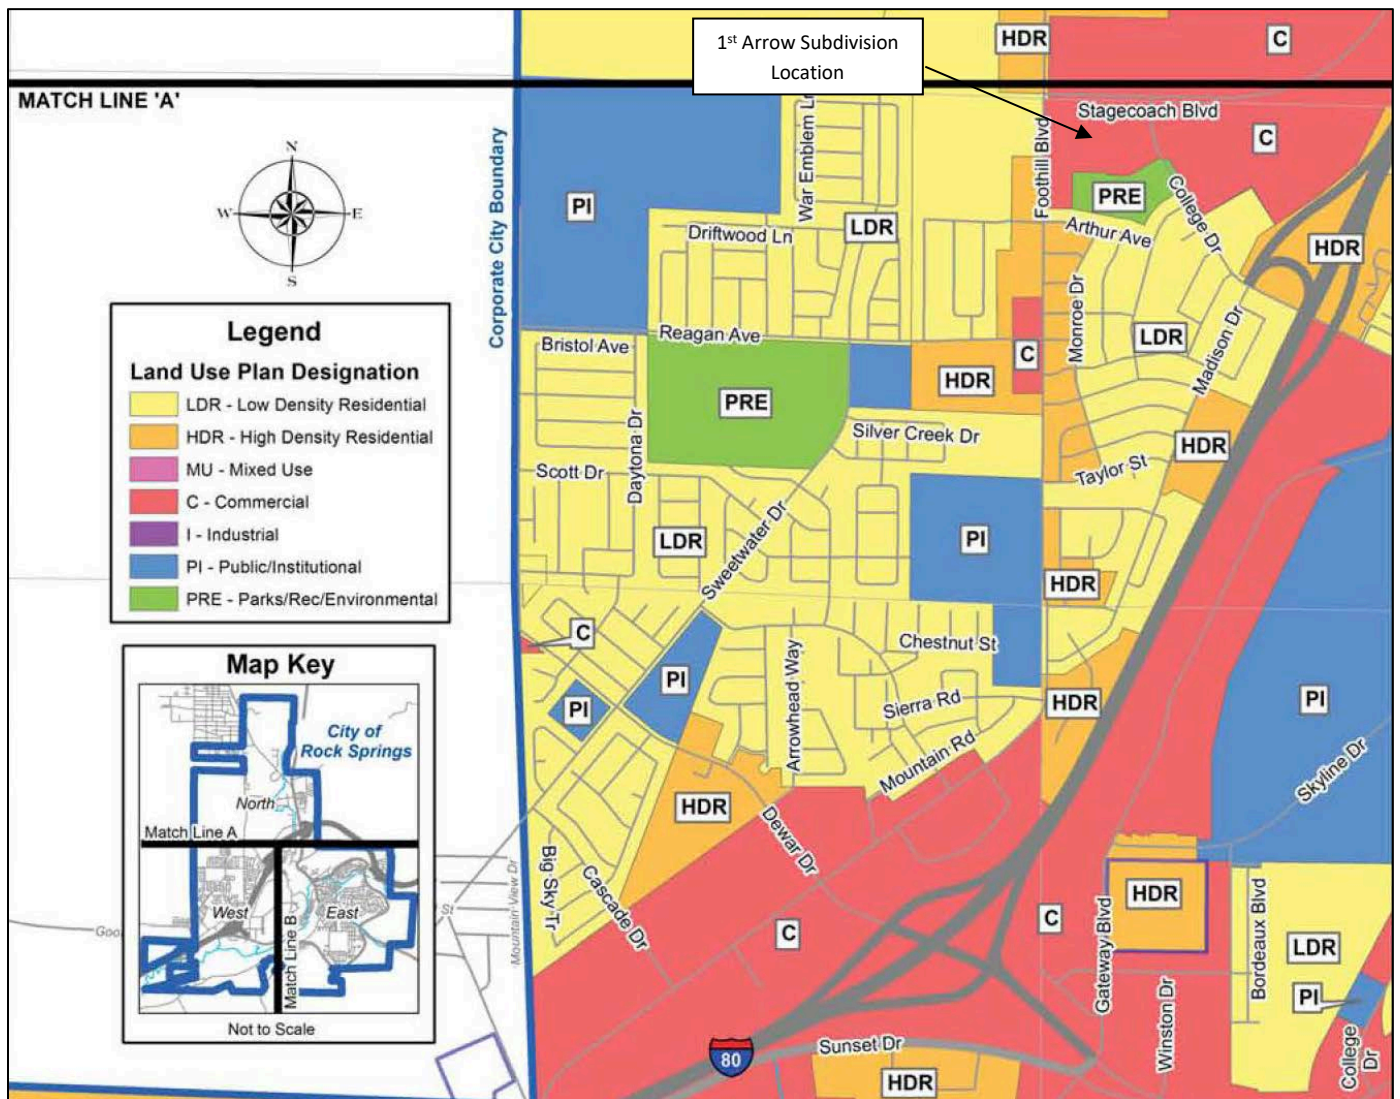 1st Arrow Subdivision
Location
HDR
C
MATCH LINE 'A'
Stagecoach Blvd
C
War Emblem Ln
Foothill Blvd
Corporate City Boundary
N
W
E
S
PI
PRE
College Dr
LDR
Driftwood Ln
Arthur Ave
HDR
Legend
Land Use Plan Designation
LDR - Low Density Residential
HDR - High Density Residential
MU - Mixed Use
C - Commercial
I - Industrial
PI - Public/Institutional
PRE - Parks/Rec/Environmental
Reagan Ave
Bristol Ave
Monroe Dr
LDR
Madison Dr
C
HDR
PRE
Daytona Dr
Silver Creek Dr
HDR
Scott Dr
Taylor St
Sweetwater Dr
LDR
PI
HDR
C
Chestnut St
Arrowhead Way
PI
PI
Sierra Rd
HDR
PI
Mountain Rd
Skyline Dr
HDR
Dewar Dr
Map Key
City of
Rock Springs
North
Match Line A
West
East
Match Line B
Not to Scale
Goo
St
Mountain View Dr
Big Sky Tr
Cascade Dr
C
C
Gateway Blvd
HDR
Bordeaux Blvd
LDR
PI
Winston Dr
College
Dr
Sunset Dr
80
HDR